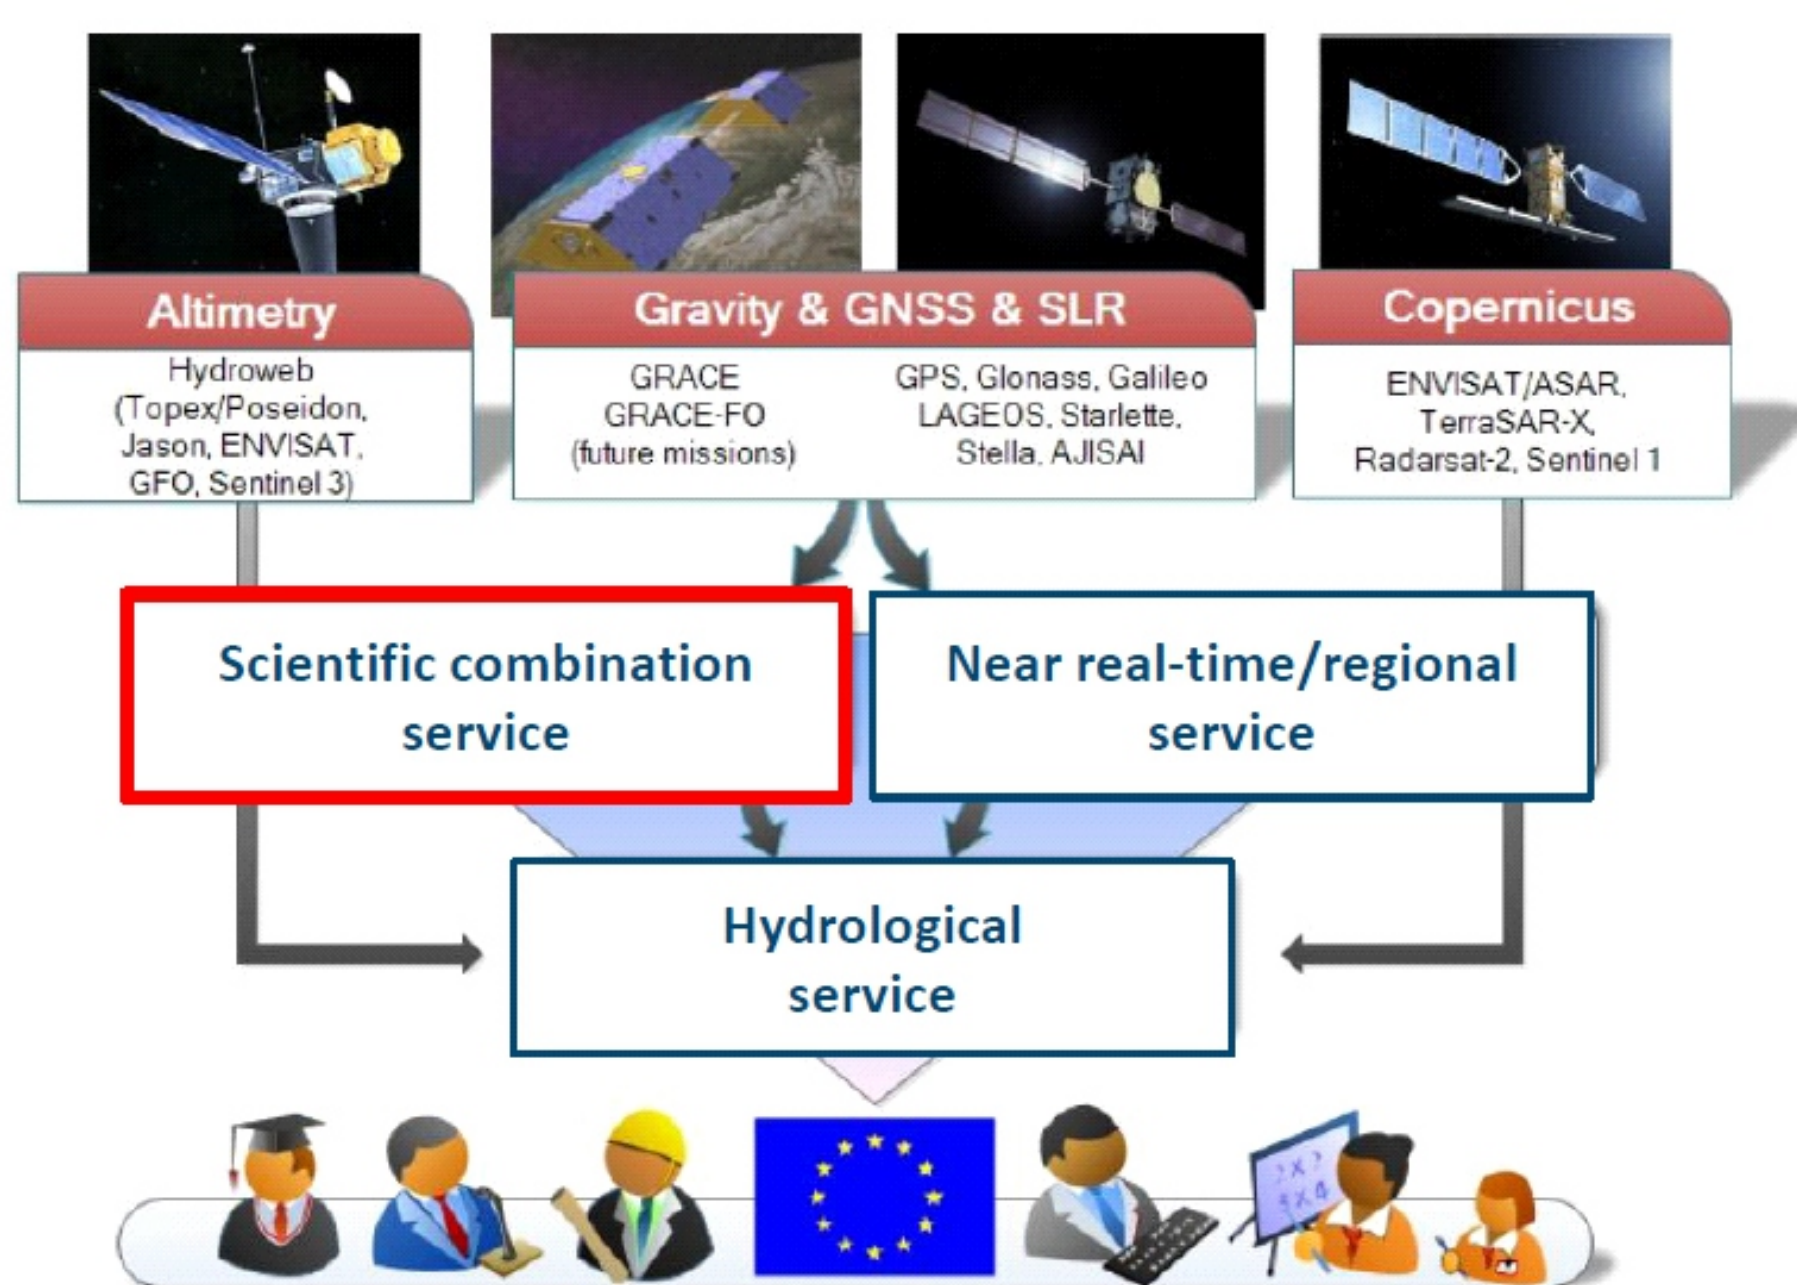 Altimetry
Hydroweb
(Topex/Poseidon,
Jason, ENVISAT,
GFO, Sentinel 3)
Gravity & GNSS & SLR
GRACE
GRACE-FO
(future missions)
GPS, Glonass, Galileo
LAGEOS, Starlette,
Stella, AJISAI
Copernicus
ENVISAT/ASAR,
TerraSAR-X,
Radarsat-2, Sentinel 1
Scientific combination
service
Near real-time/regional
service
Hydrological
service